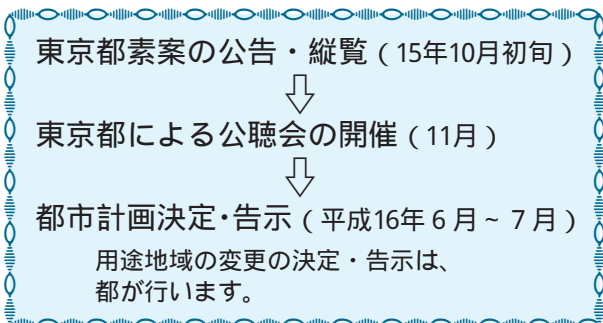 東京都素案の公告・縦覧（15年10月初旬）
⇩
東京都による公聴会の開催（11月）
⇩
都市計画決定・告示（平成16年６月～７月）
用途地域の変更の決定・告示は、
都が行います。